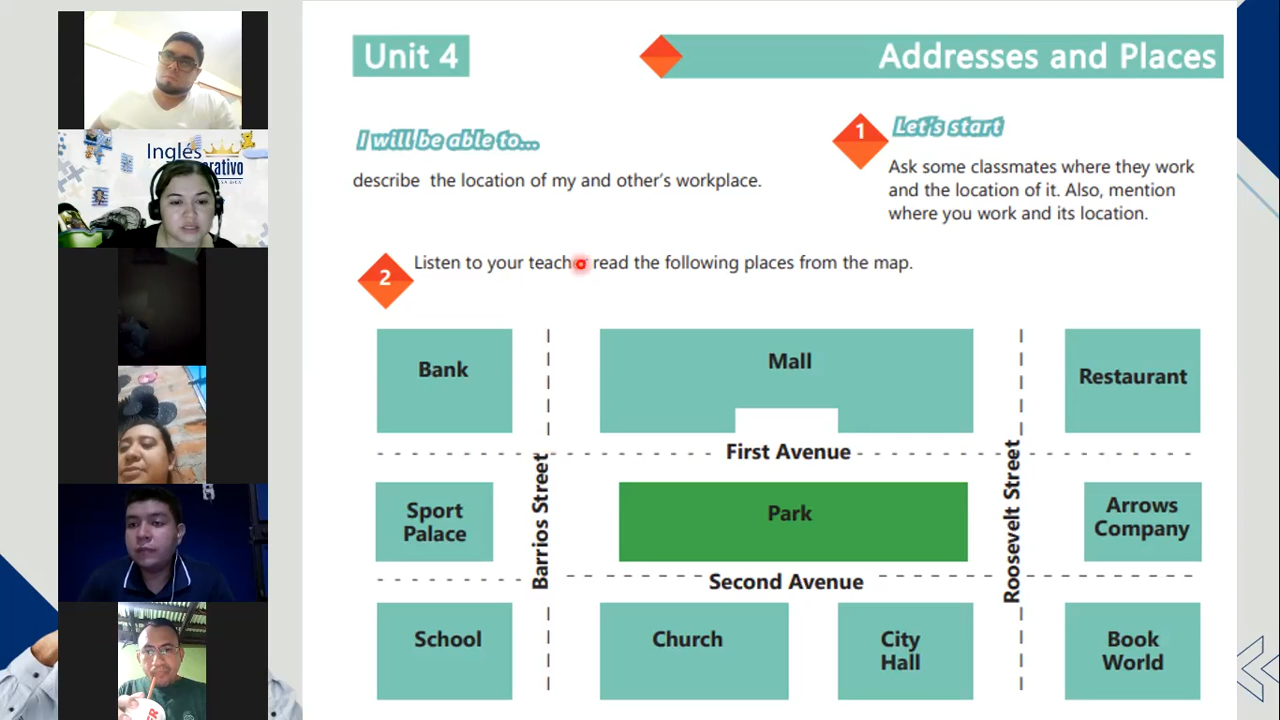 Unit 4
Addresses and Places
I will be able to...
describe the location of my and other's workplace.
1
Let's start
Ask some classmates where they work
and the location of it. Also, mention
where you work and its location.
2
Listen to your teach read the following places from the map.
Bank
Mall
Restaurant
First Avenue
Barrios Street
Roosevelt Street
Sport
Palace
Park
Arrows
Company
Second Avenue
School
Church
City
Hall
Book
World
Inglés